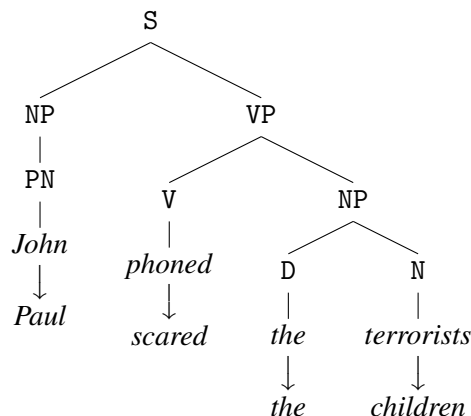 S
NP VP
PN
V NP
John
phoned D N
Paul
scared the terrorists
the children